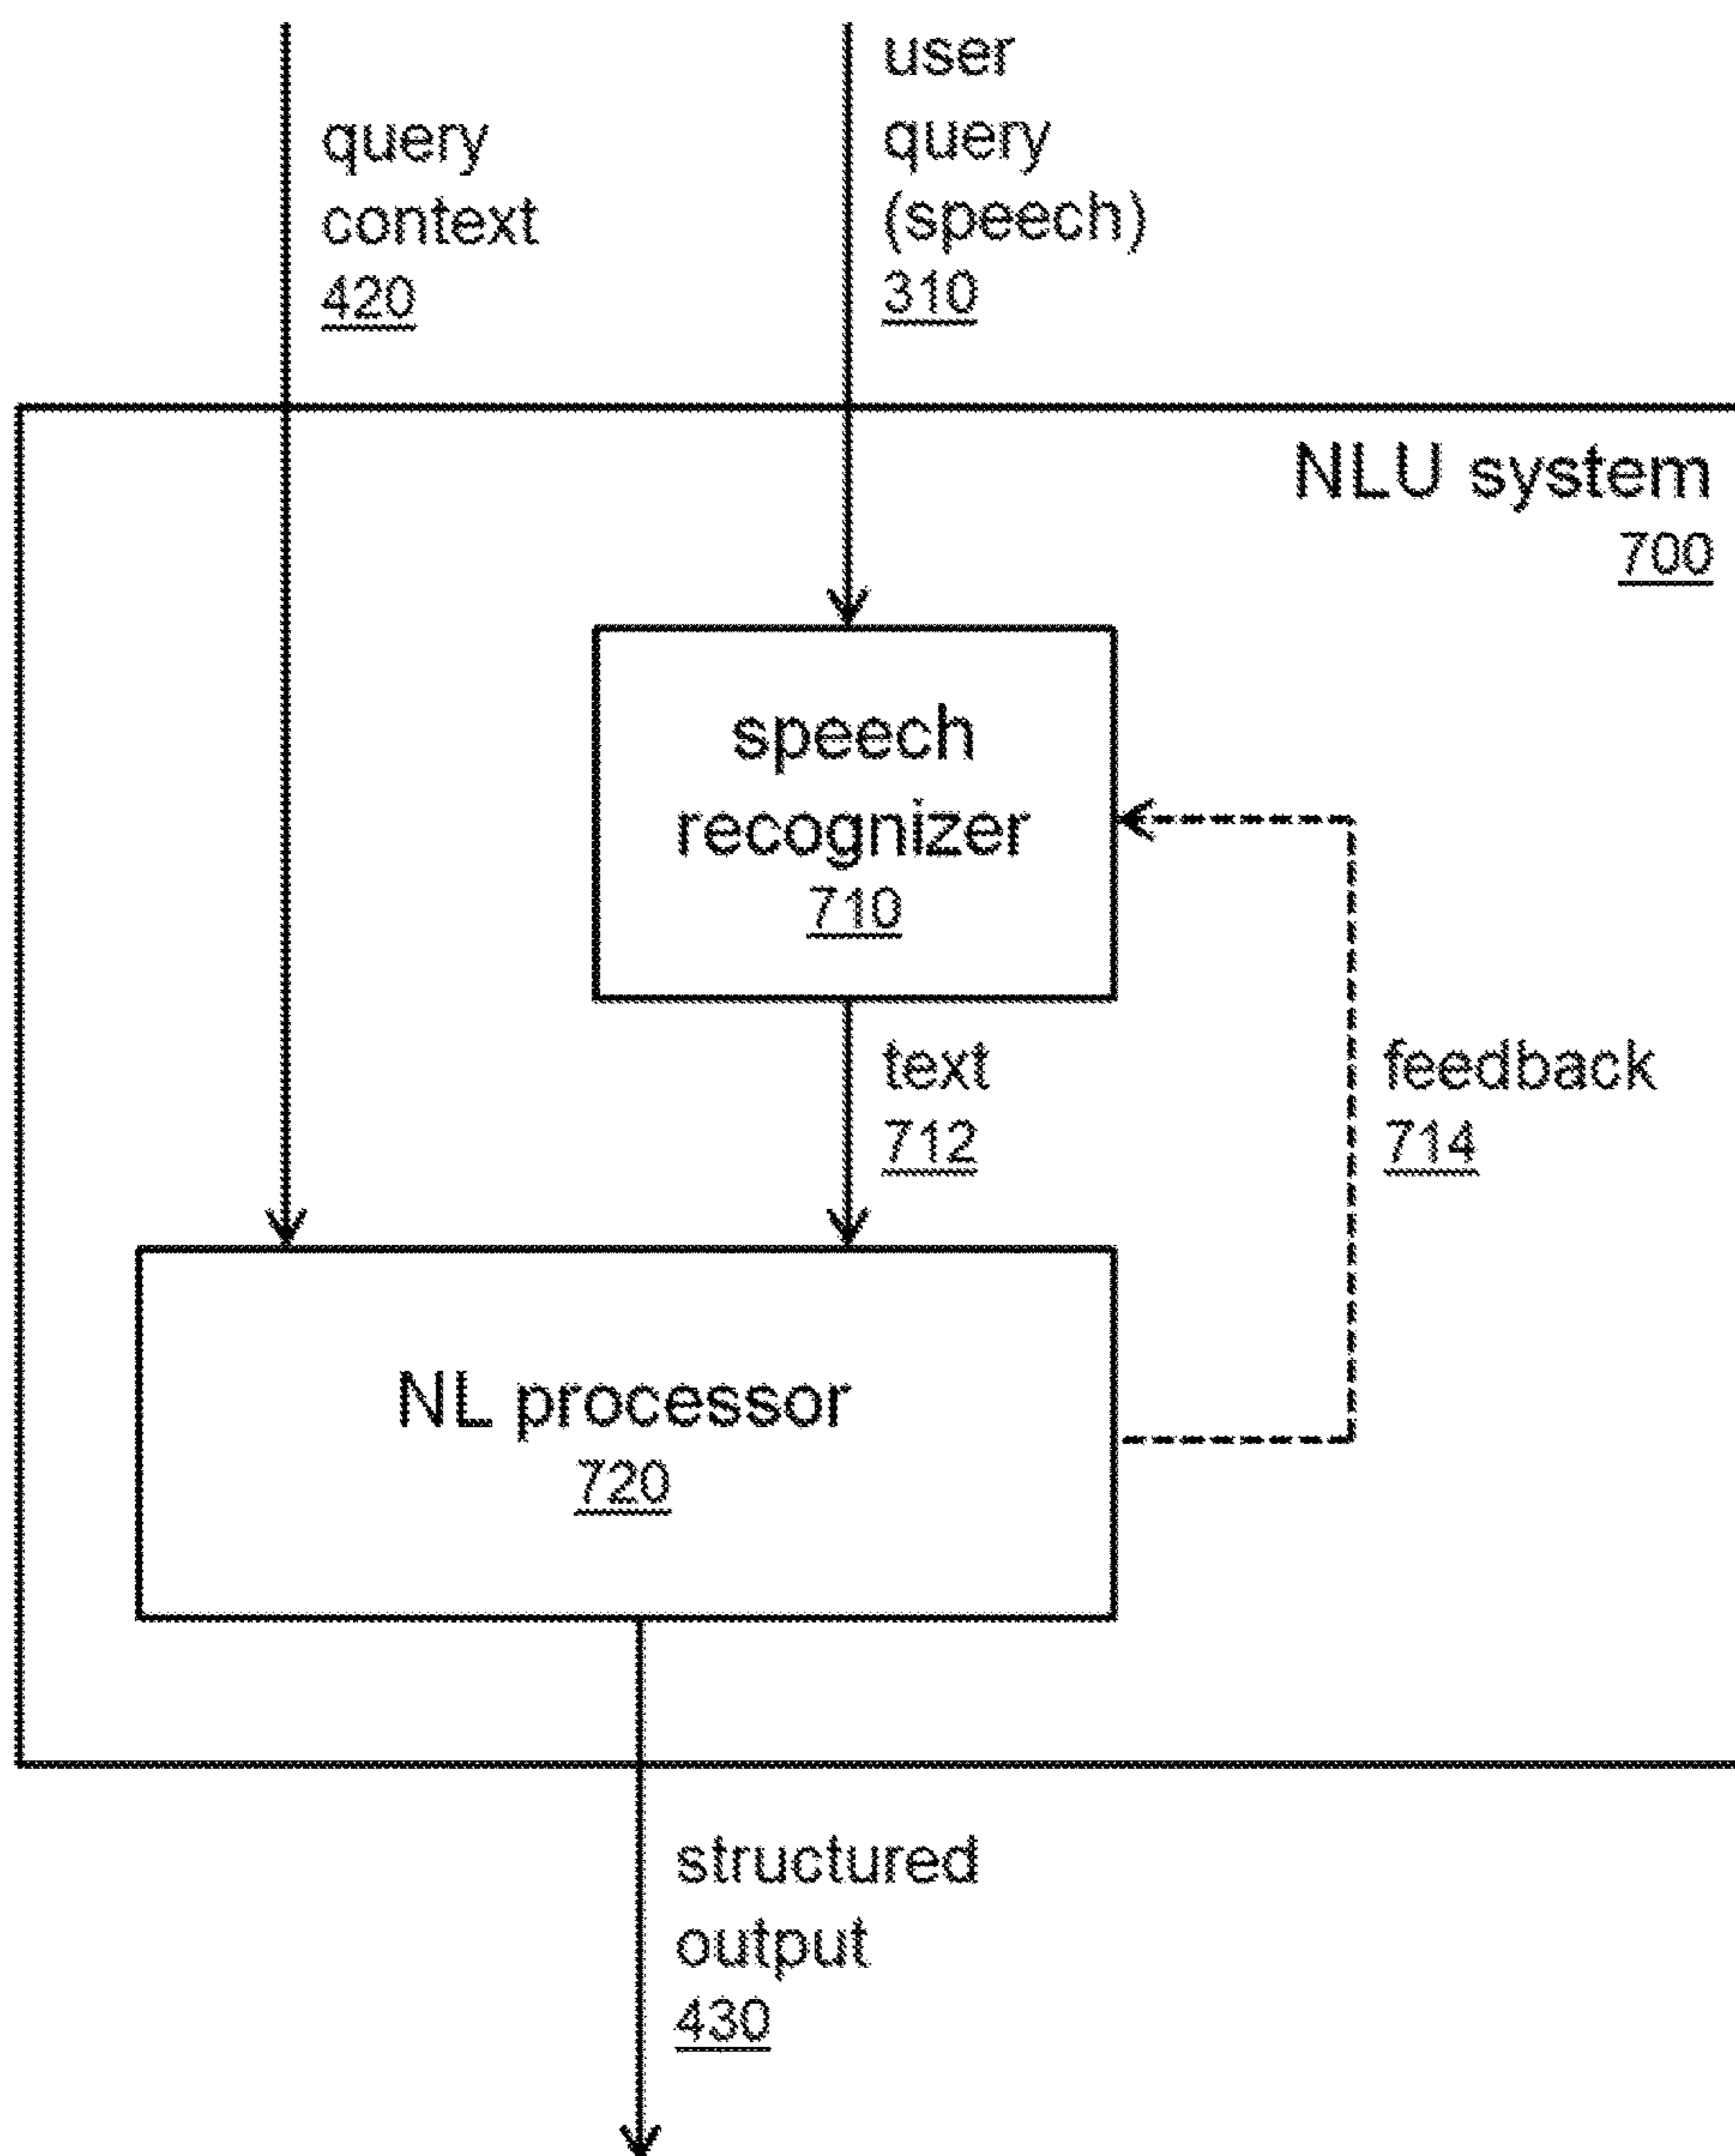 query
context
420
user
query
(speech)
310
NLU system
700
speech
recognizer
710
text
712
feedback
714
NL processor
720
structured
output
430